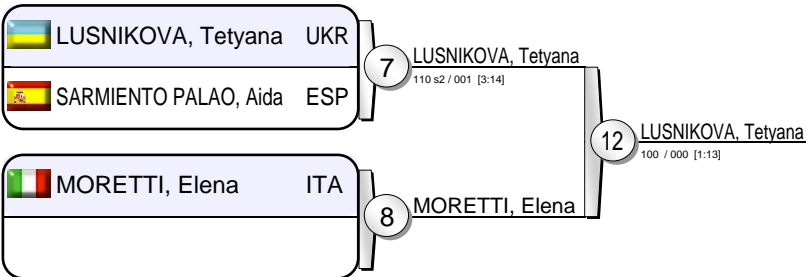 LUSNIKOVA, Tetyana UKR
SARMIENTO PALAO, Aida ESP
7
LUSNIKOVA, Tetyana
110 s2 / 001 [3:14]
12
LUSNIKOVA, Tetyana
100 / 000 [1:13]
MORETTI, Elena ITA
8
MORETTI, Elena